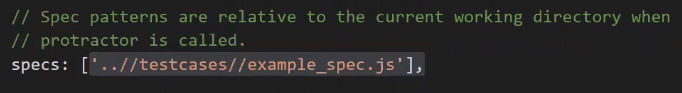 // Spec patterns are relative to the current working directory when
// protractor is called.
specs: ['..//testcases//example_spec.js'],